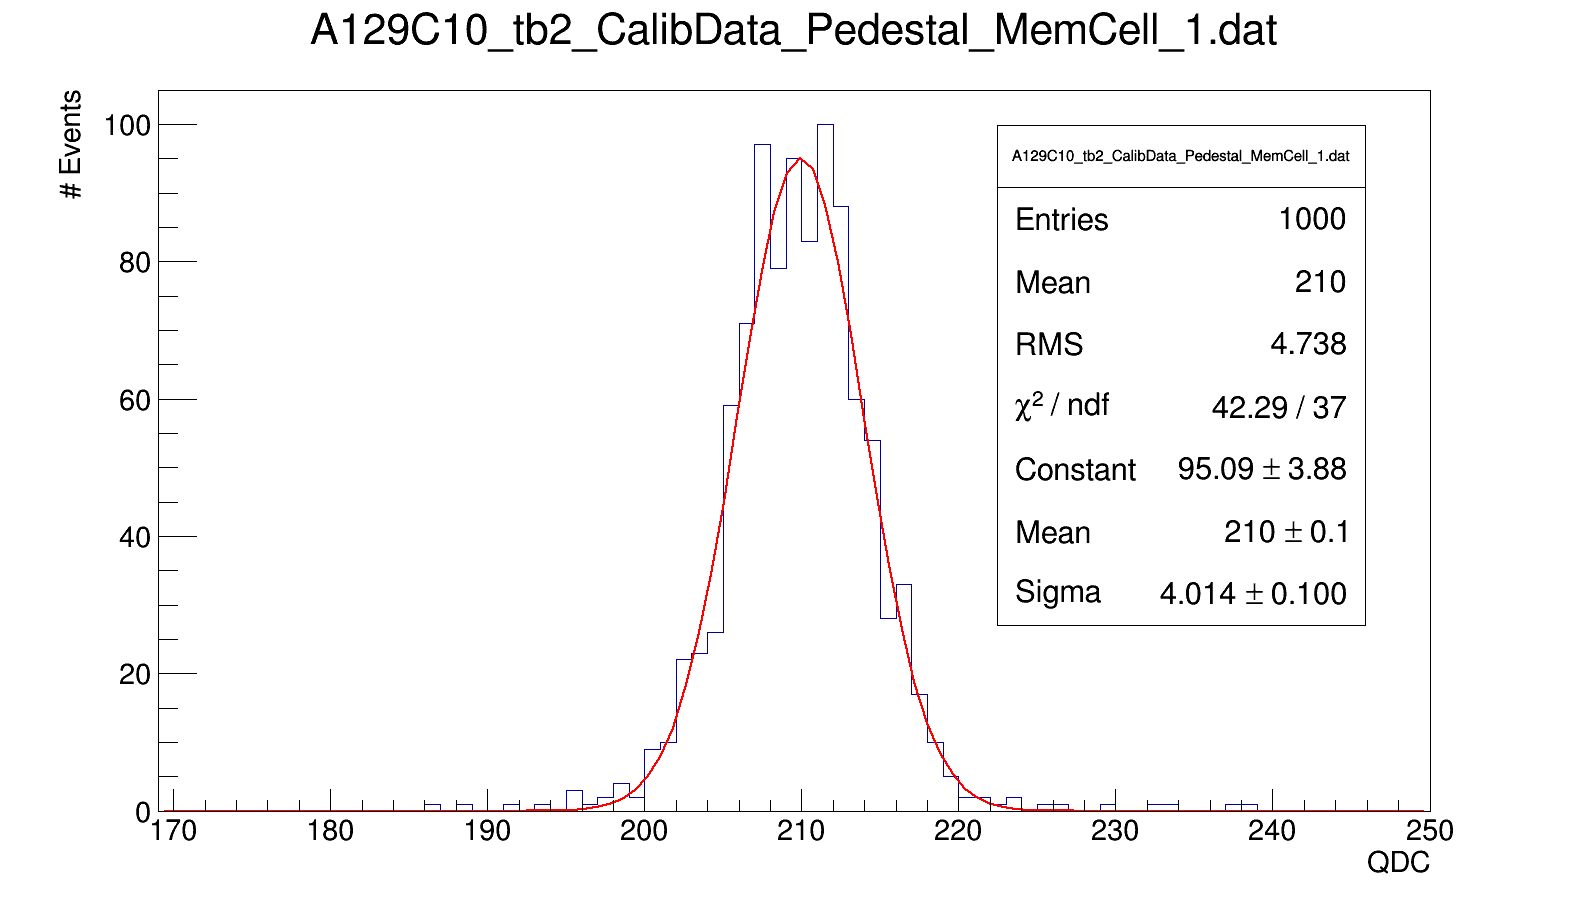 A129C10_tb2_CalibData_Pedestal_MemCell_1.dat
# Events
100
80
60
40
20
0
A129C10_tb2_CalibData_Pedestal_MemCell_1.dat
Entries 1000
Mean 210
RMS 4.738
χ² / ndf 42.29 / 37
Constant 95.09 ± 3.88
Mean 210 ± 0.1
Sigma 4.014 ± 0.100
170 180 190 200 210 220 230 240 250
QDC